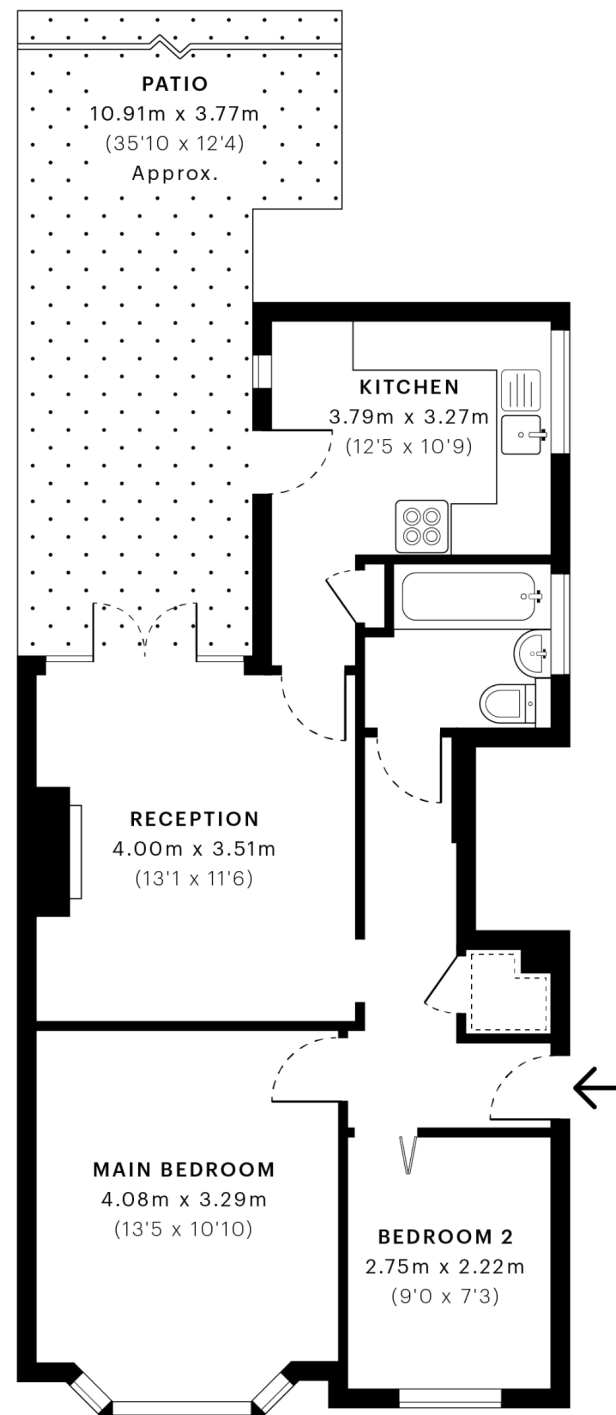 PATIO
10.91m x 3.77m
(35'10 x 12'4)
Approx.
KITCHEN
3.79m x 3.27m
(12'5 x 10'9)
RECEPTION
4.00m x 3.51m
(13'1 x 11'6)
MAIN BEDROOM
4.08m x 3.29m
(13'5 x 10'10)
BEDROOM 2
2.75m x 2.22m
(9'0 x 7'3)